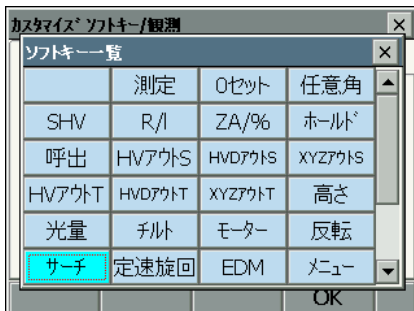 カスタマイズ ソフトキー/観測
ソフトキー一覧
測定 0セット 任意角
SHV R/L ZA/% ホールド
呼出 HVアウトS HVDアウトS XYZアウトS
HVアウトT HVDアウトT XYZアウトT 高さ
光量 チルト モーター 反転
サーチ 定速旋回 EDM メニュー
OK